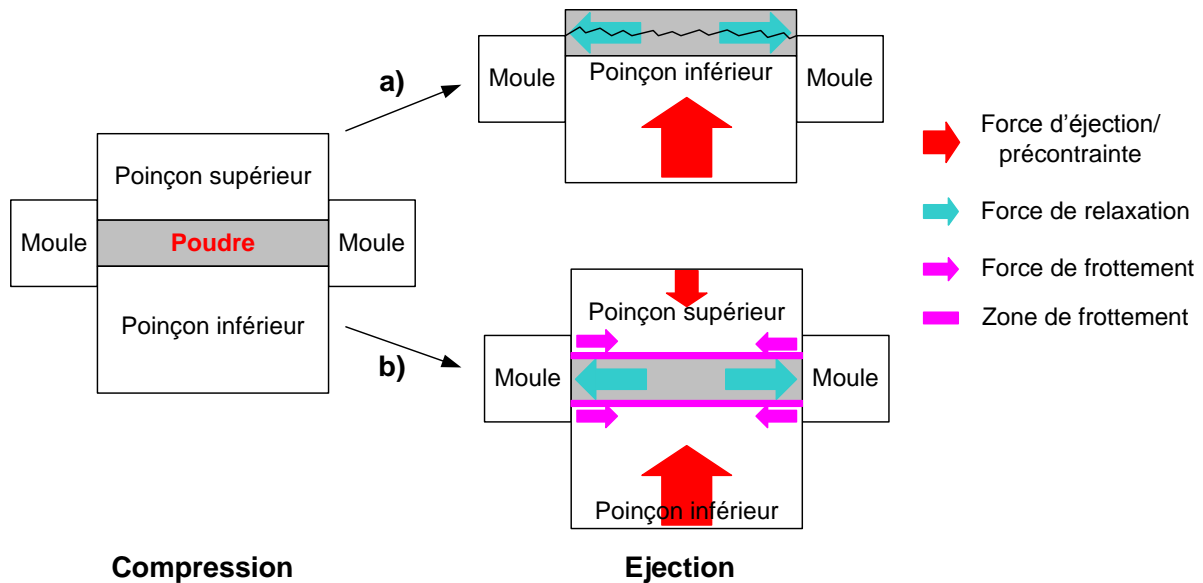 Moule
Poinçon inférieur
Moule
a)
Poinçon supérieur
Moule
Poudre
Moule
Poinçon inférieur
b)
Poinçon supérieur
Moule
Moule
Poinçon inférieur
Force d'éjection/
précontrainte
Force de relaxation
Force de frottement
Zone de frottement
Compression
Ejection